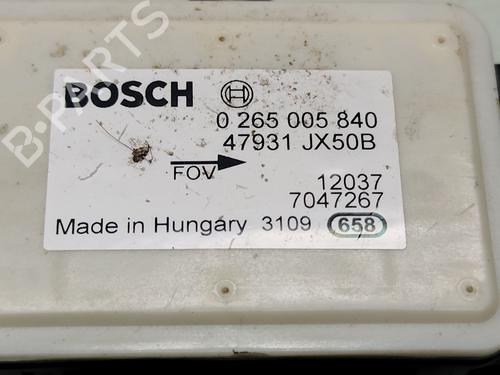 B-PARTS
BOSCH
0 265 005 840
47931 JX50B
FOV
12037
7047267
Made in Hungary 3109 658